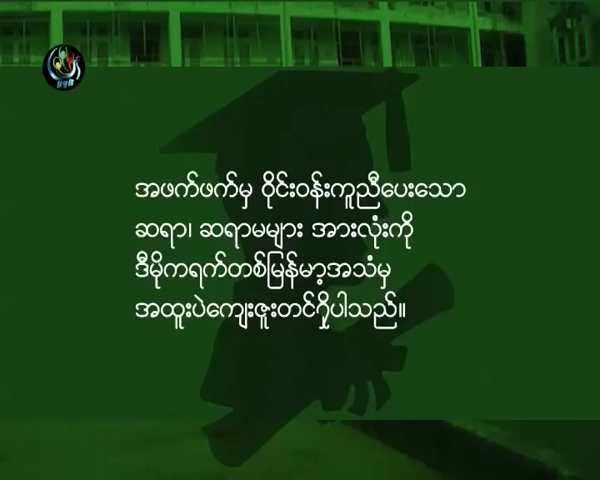 အဖက်ဖက်မှ ဝိုင်းဝန်းကူညီပေးသော
ဆရာ၊ ဆရာမများ အားလုံးကို
ဒီမိုကရက်တစ်မြန်မာ့အသံမှ
အထူးပဲကျေးဇူးတင်ရှိပါသည်။